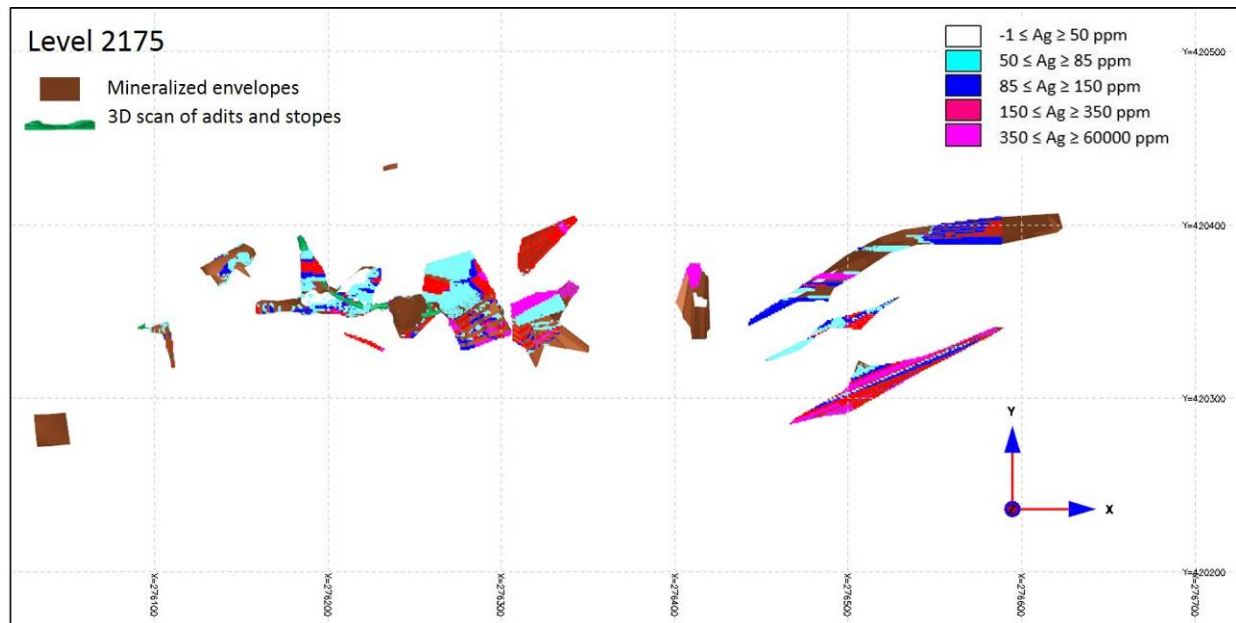 Level 2175
Mineralized envelopes
3D scan of adits and stopes
-1 ≤ Ag ≥ 50 ppm
50 ≤ Ag ≥ 85 ppm
85 ≤ Ag ≥ 150 ppm
150 ≤ Ag ≥ 350 ppm
350 ≤ Ag ≥ 60000 ppm
Y=420500
Y=420400
Y=420300
Y
X
Y=420200
X=276100
X=276200
X=276300
X=276400
X=276500
X=276600
X=276700